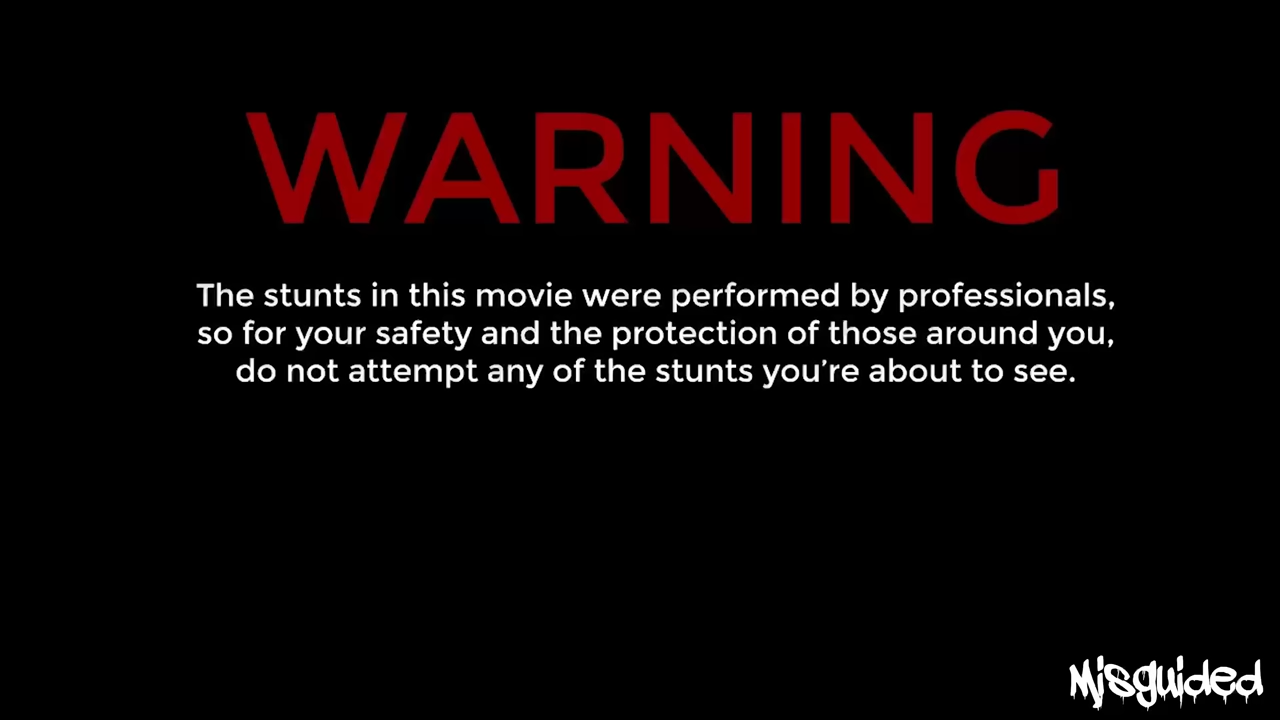 WARNING
The stunts in this movie were performed by professionals,
so for your safety and the protection of those around you,
do not attempt any of the stunts you’re about to see.
Misguided